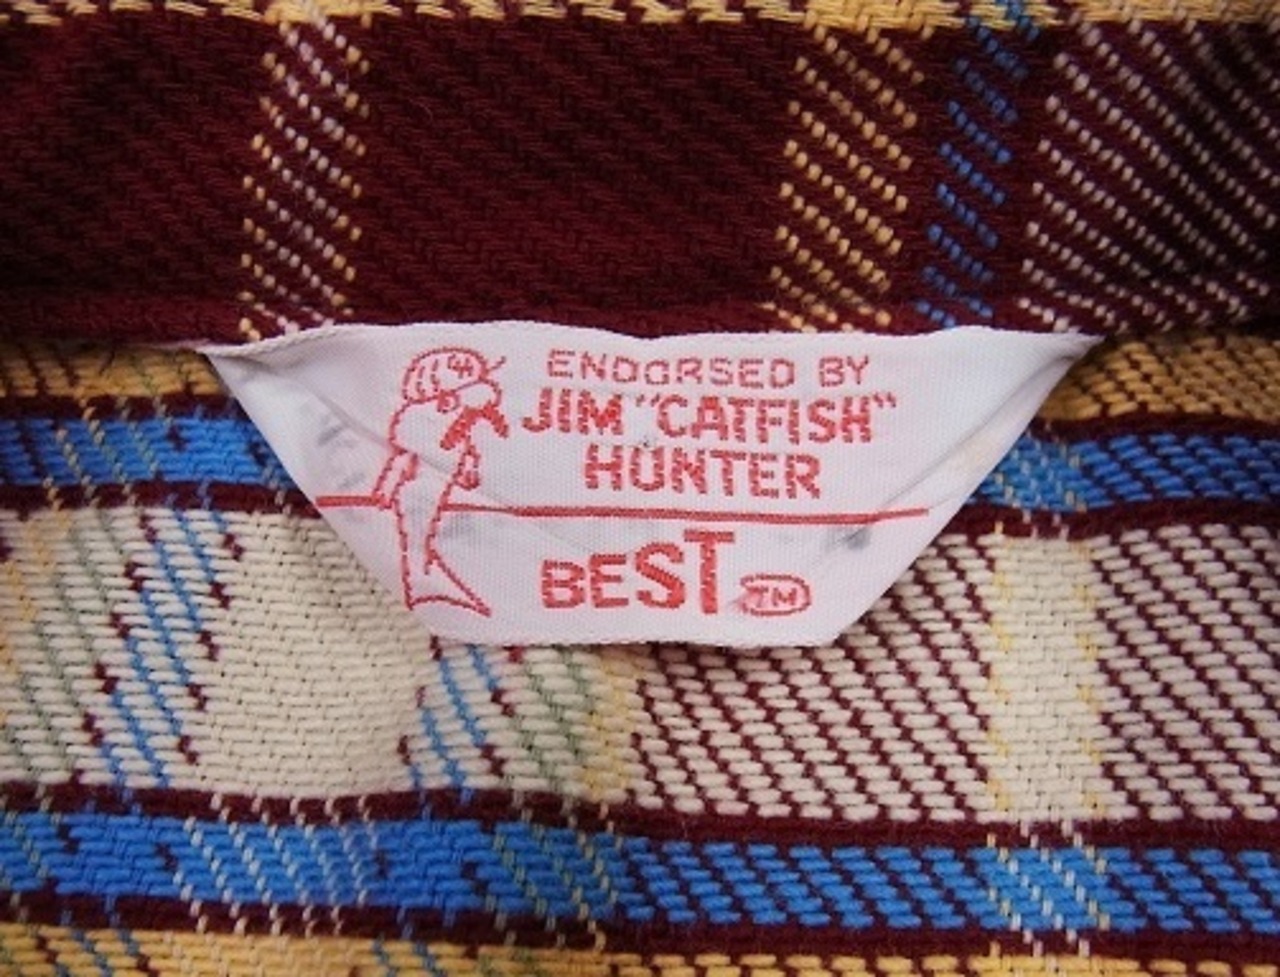 ENDORSED BY
JIM "CATFISH"
HUNTER
BEST TM